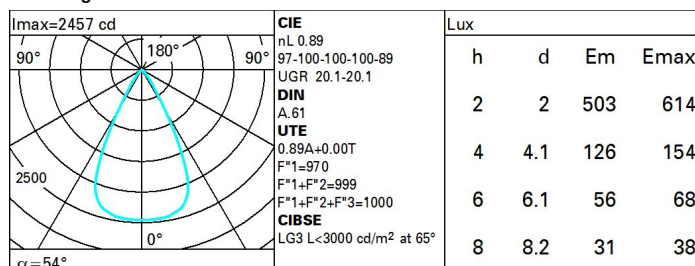 Imax=2457 cd
90° 180° 90°
2500
0°
α=54°
CIE
nL 0.89
97-100-100-100-89
UGR 20.1-20.1
DIN
A.61
UTE
0.89A+0.00T
F"1=970
F"1+F"2=999
F"1+F"2+F"3=1000
CIBSE
LG3 L<3000 cd/m² at 65°
Lux
h d Em Emax
2 2 503 614
4 4.1 126 154
6 6.1 56 68
8 8.2 31 38